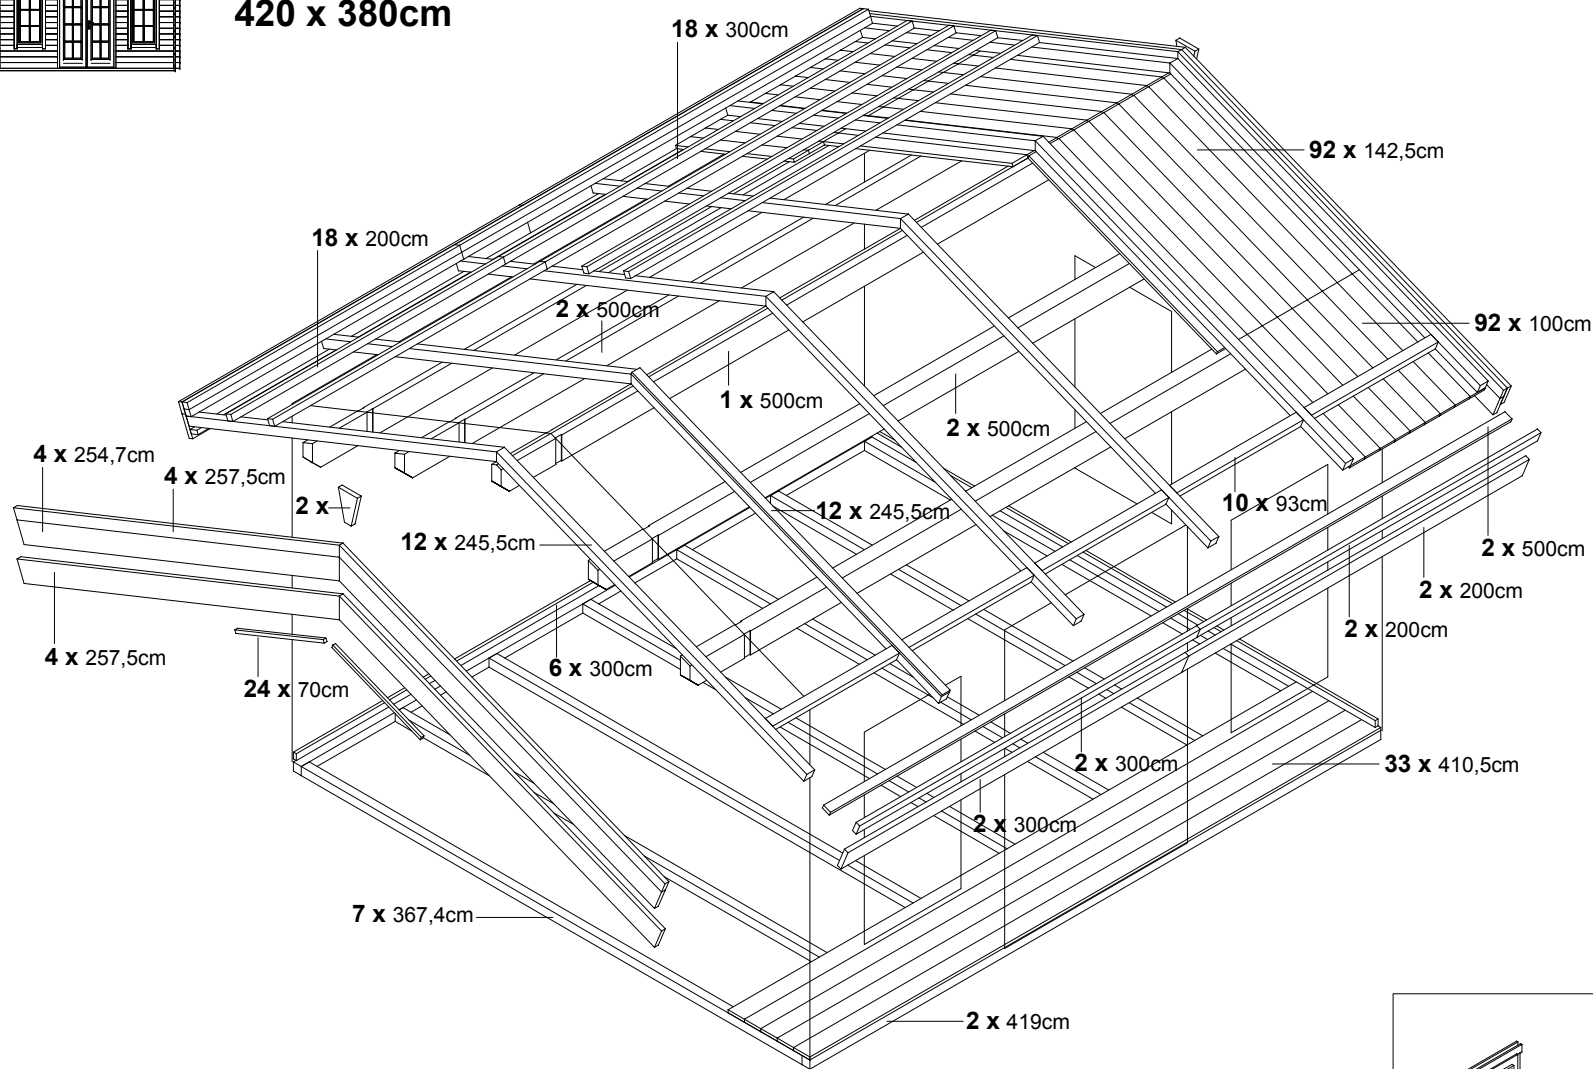 420 x 380cm
18 x 300cm
92 x 142,5cm
18 x 200cm
2 x 500cm
92 x 100cm
1 x 500cm
2 x 500cm
4 x 254,7cm
4 x 257,5cm
2 x
12 x 245,5cm
10 x 93cm
12 x 245,5cm
2 x 500cm
2 x 200cm
2 x 200cm
4 x 257,5cm
6 x 300cm
24 x 70cm
2 x 300cm
33 x 410,5cm
2 x 300cm
7 x 367,4cm
2 x 419cm